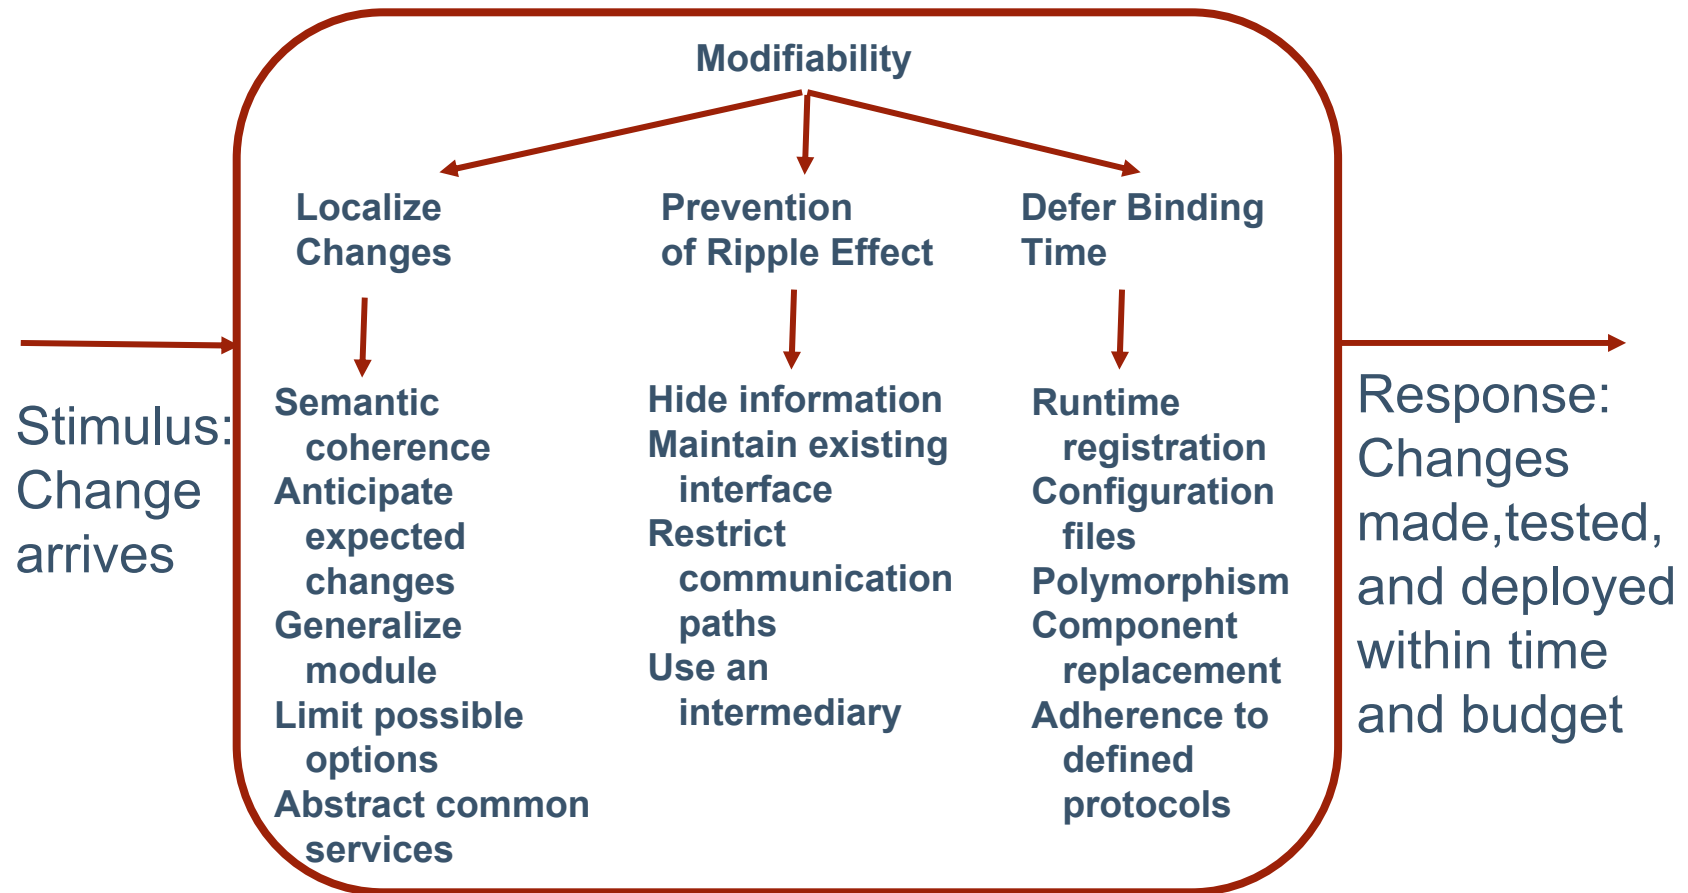 Modifiability
Localize
Changes
Prevention
of Ripple Effect
Defer Binding
Time
Stimulus:
Change
arrives
Semantic
coherence
Anticipate
expected
changes
Generalize
module
Limit possible
options
Abstract common
services
Hide information
Maintain existing
interface
Restrict
communication
paths
Use an
intermediary
Runtime
registration
Configuration
files
Polymorphism
Component
replacement
Adherence to
defined
protocols
Response:
Changes
made,tested,
and deployed
within time
and budget